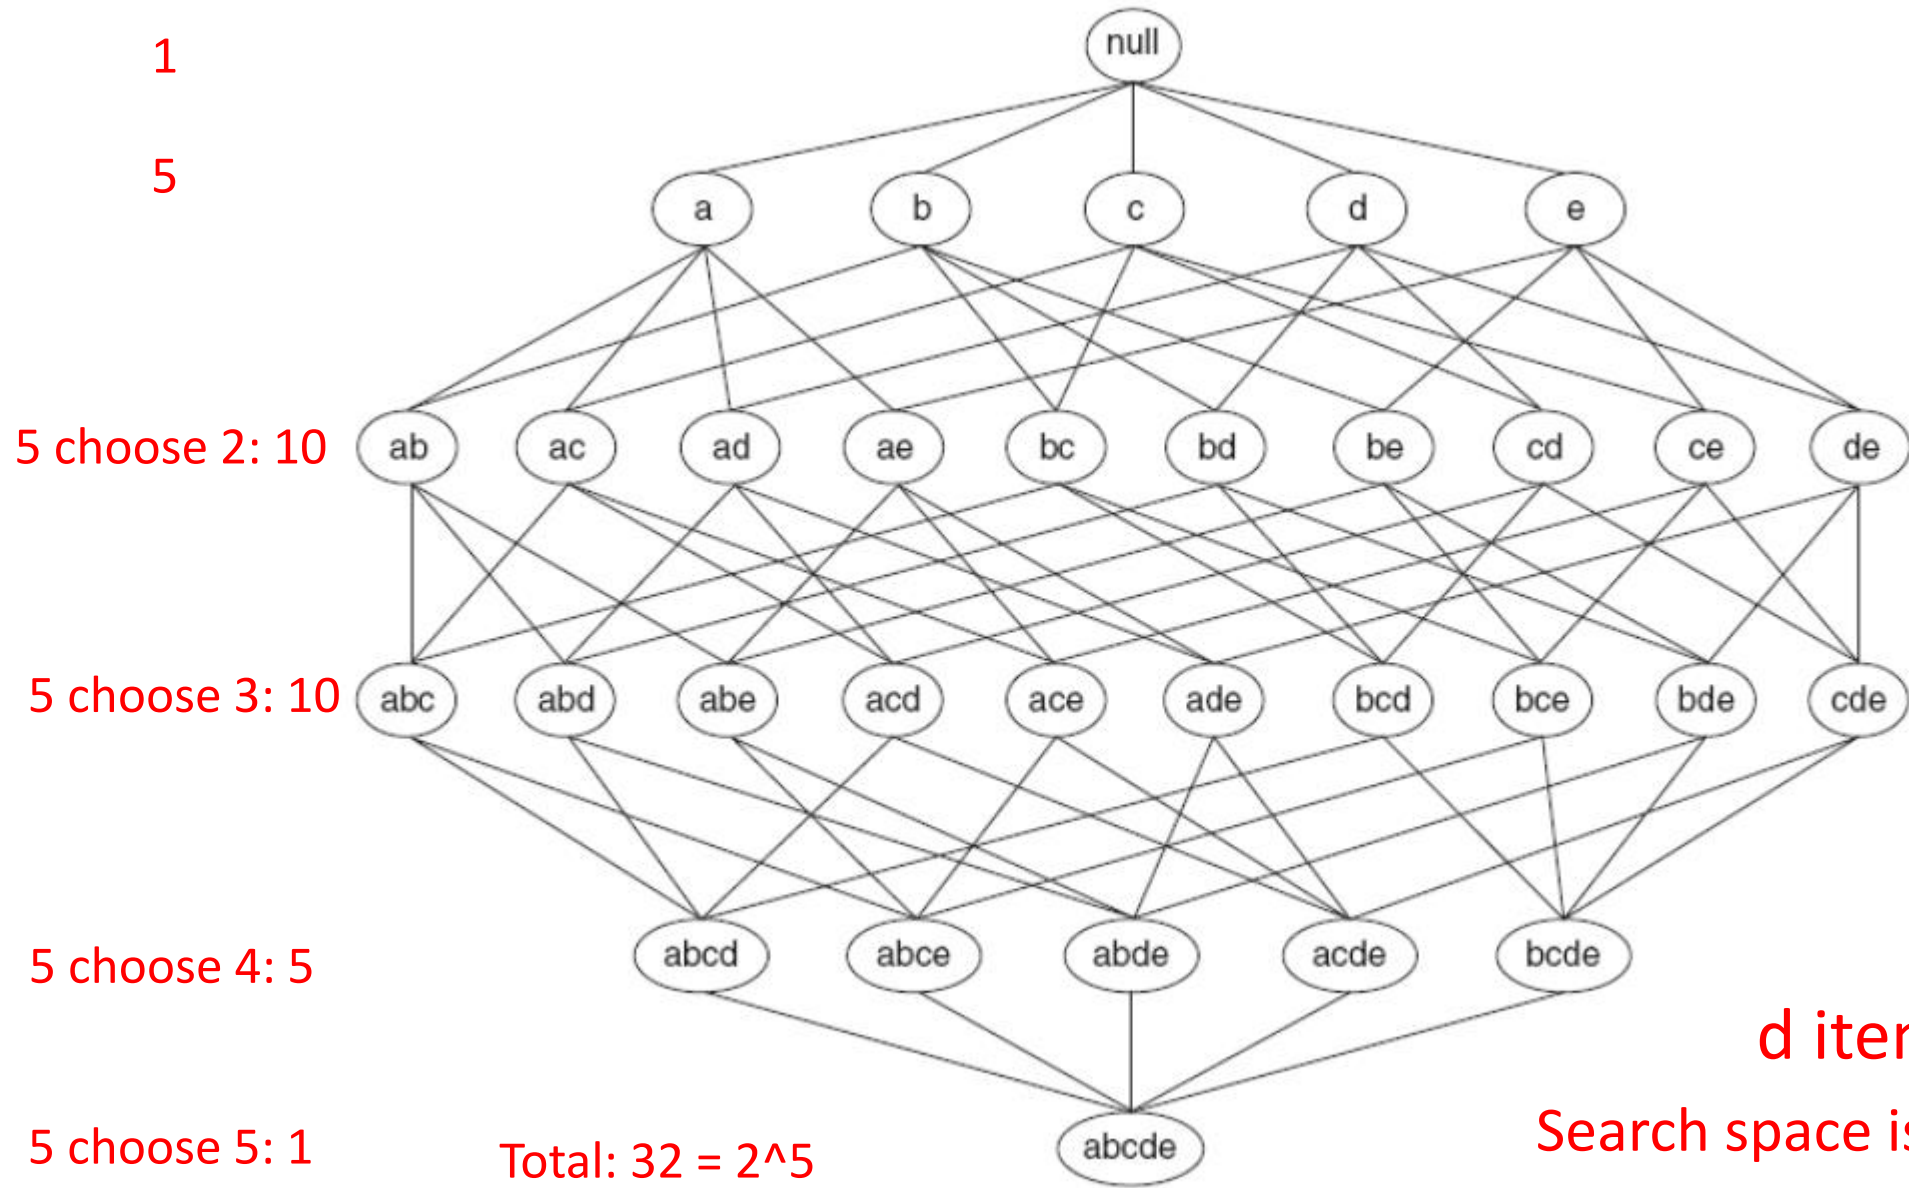 1
null
5
a b c d e
5 choose 2: 10 ab ac ad ae bc bd be cd ce de
5 choose 3: 10 abc abd abe acd ace ade bcd bce bde cde
5 choose 4: 5 abcd abce abde acde bcde
d
Search space
5 choose 5: 1 Total: 32 = 2^5 abcde